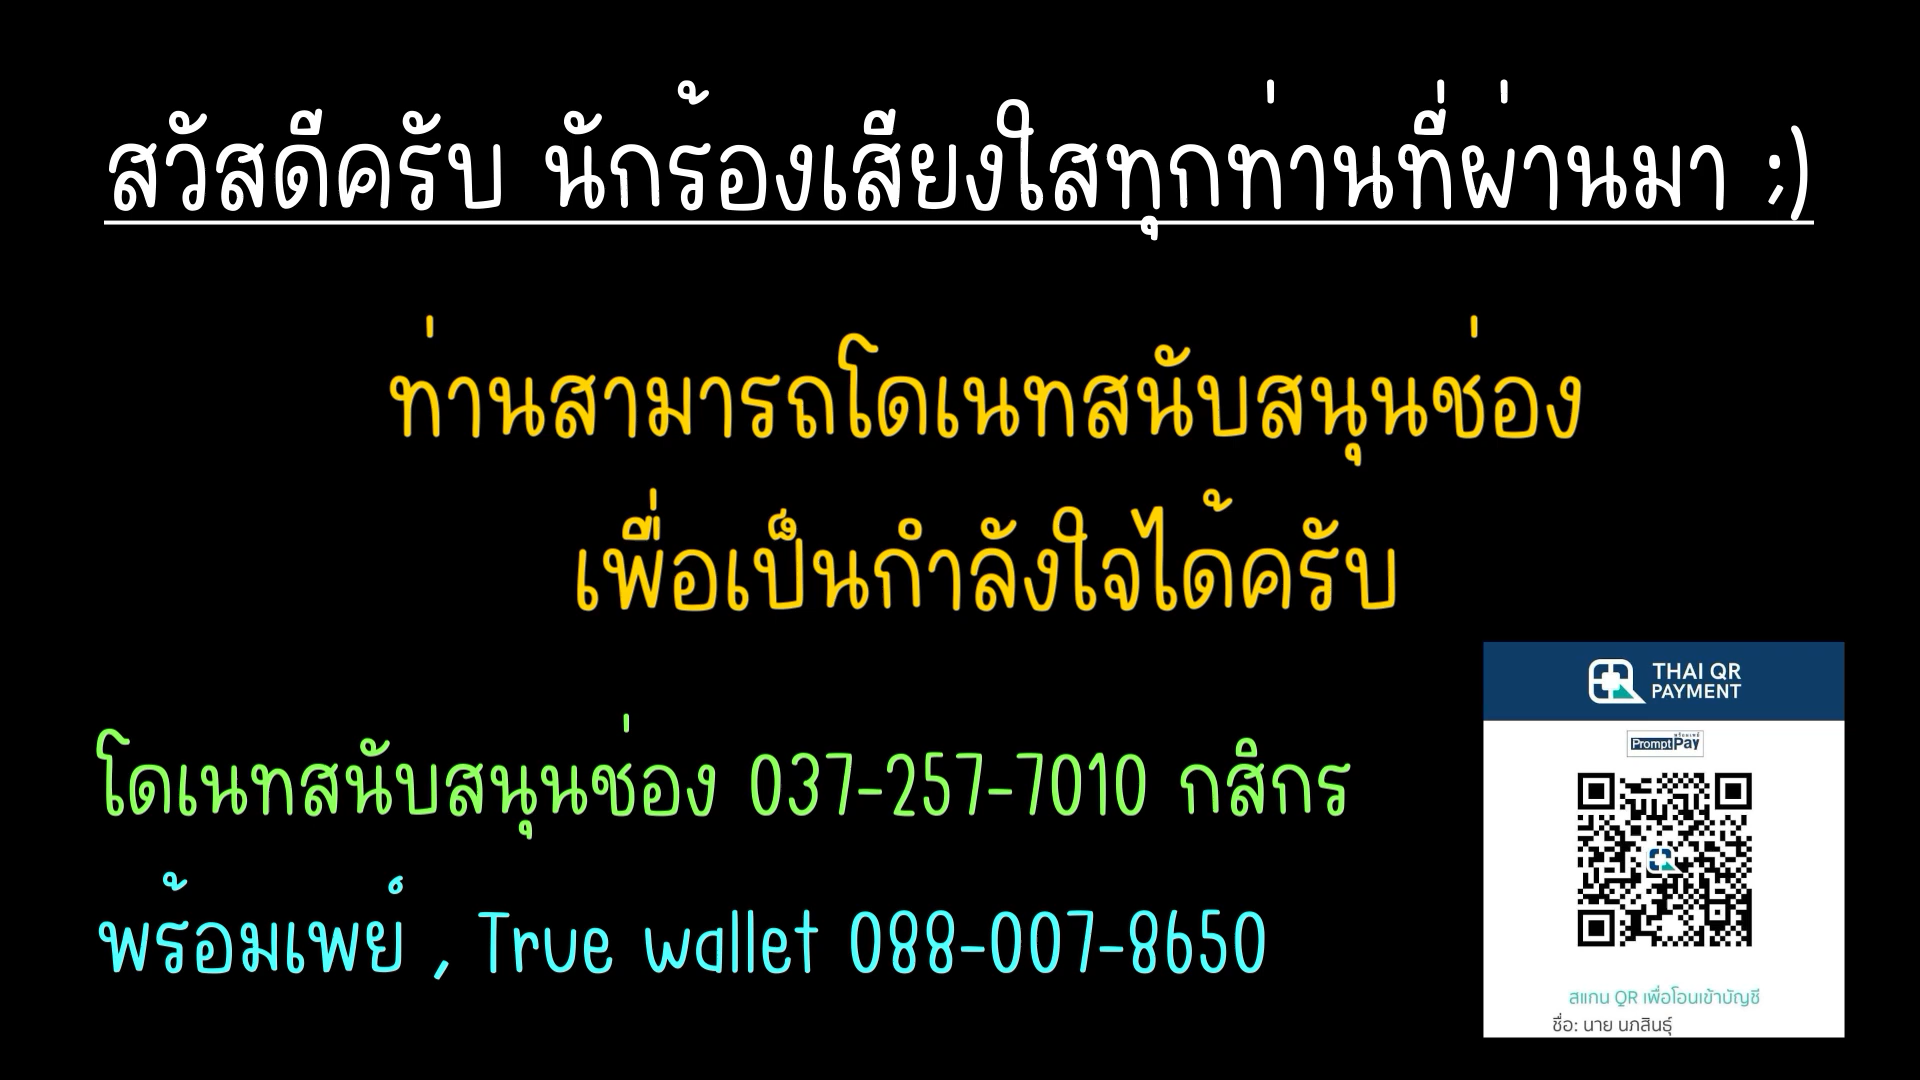 สวัสดีครับ นักร้องเสียงใสทุกท่านที่ผ่านมา ;)
ท่านสามารถโดเนทสนับสนุนช่อง
เพื่อเป็นกำลังใจได้ครับ
โดเนทสนับสนุนช่อง 037-257-7010 กสิกร
พร้อมเพย์ , True wallet 088-007-8650
THAI QR
PAYMENT
พร้อมเพย์
PromptPay
สแกน QR เพื่อโอนเข้าบัญชี
ชื่อ: นาย นภสินธุ์